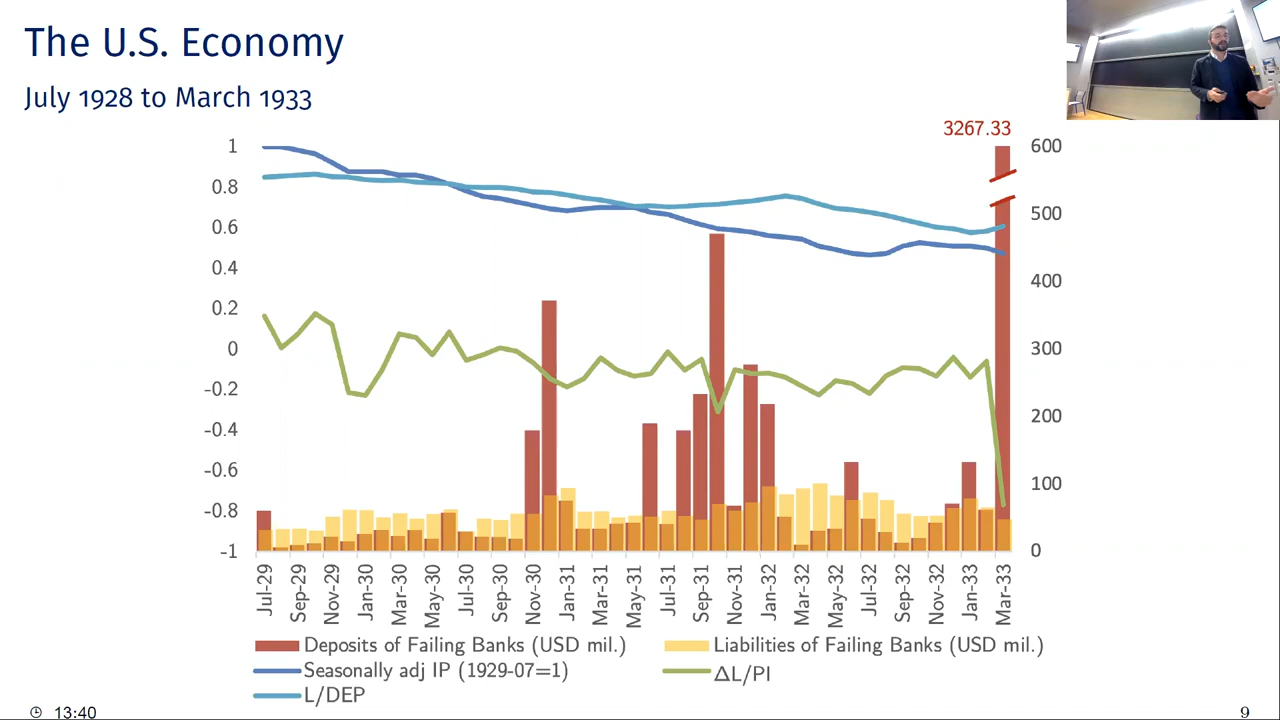 The U.S. Economy
July 1928 to March 1933
3267.33
1
0.8
0.6
0.4
0.2
0
-0.2
-0.4
-0.6
-0.8
-1
600
500
400
300
200
100
0
Jul-29
Sep-29
Nov-29
Jan-30
Mar-30
May-30
Jul-30
Sep-30
Nov-30
Jan-31
Mar-31
May-31
Jul-31
Sep-31
Nov-31
Jan-32
Mar-32
May-32
Jul-32
Sep-32
Nov-32
Jan-33
Mar-33
Deposits of Failing Banks (USD mil.)
Liabilities of Failing Banks (USD mil.)
Seasonally adj IP (1929-07=1)
ΔL/PI
L/DEP
13:40
9